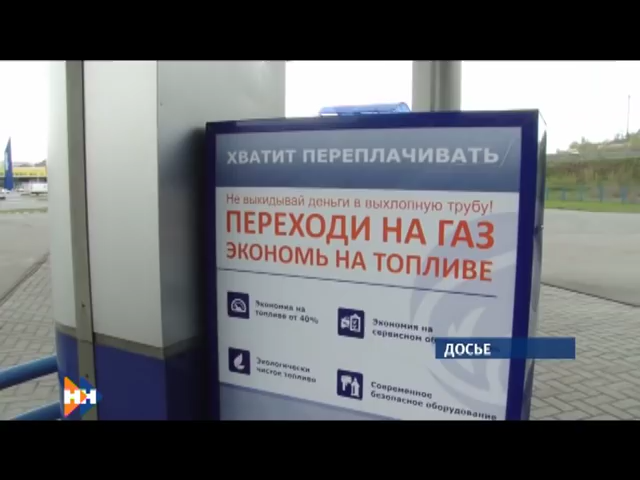 ХВАТИТ ПЕРЕПЛАЧИВАТЬ
Не выкидывай деньги в выхлопную трубу!
ПЕРЕХОДИ НА ГАЗ
ЭКОНОМЬ НА ТОПЛИВЕ
Экономия на
топливе от 40%
Экономия на
сервисном
Экологически
чистое топливо
Современное
безопасное оборудование
ДОСЬЕ
НН